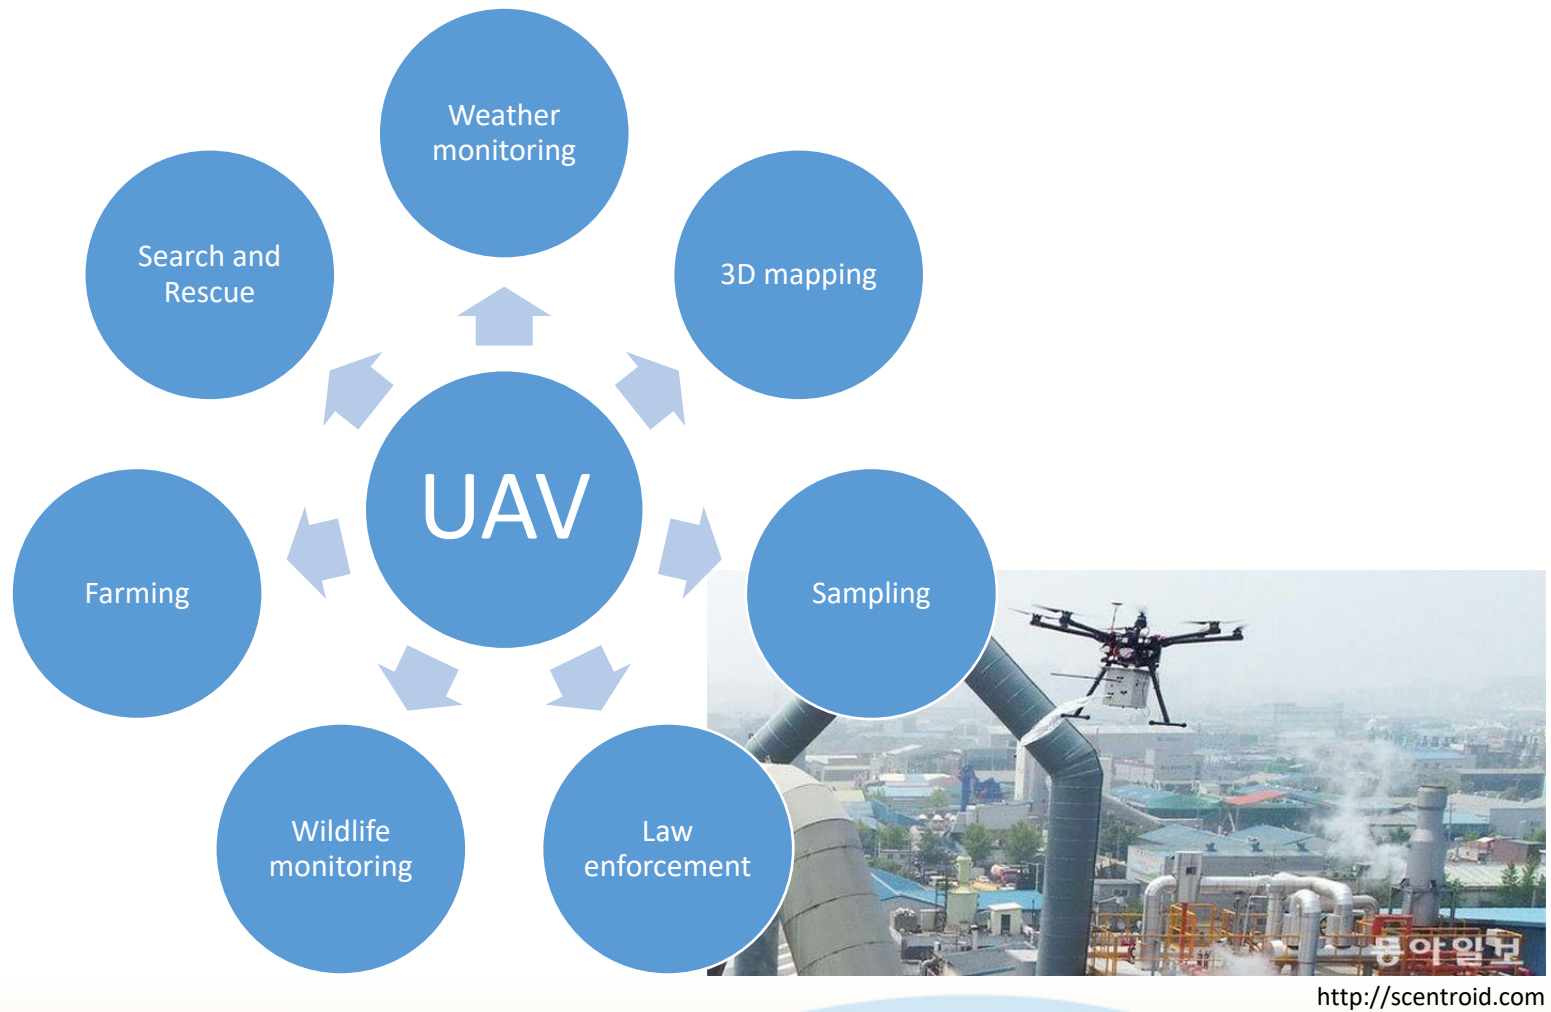 Weather
monitoring
Search and
Rescue
3D mapping
UAV
Farming
Sampling
Wildlife
monitoring
Law
enforcement
동아일보
http://scentroid.com